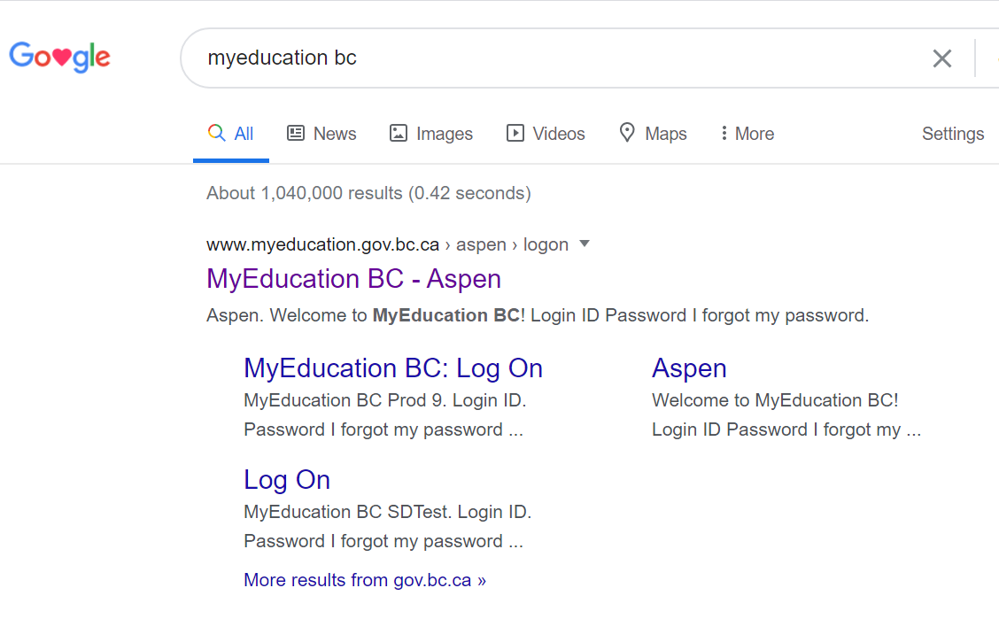 Google
myeducation bc
All News Images Videos Maps More Settings
About 1,040,000 results (0.42 seconds)
www.myeducation.gov.bc.ca › aspen › logon
MyEducation BC - Aspen
Aspen. Welcome to MyEducation BC! Login ID Password I forgot my password.
MyEducation BC: Log On
MyEducation BC Prod 9. Login ID.
Password I forgot my password ...
Aspen
Welcome to MyEducation BC!
Login ID Password I forgot my ...
Log On
MyEducation BC SDTest. Login ID.
Password I forgot my password ...
More results from gov.bc.ca »